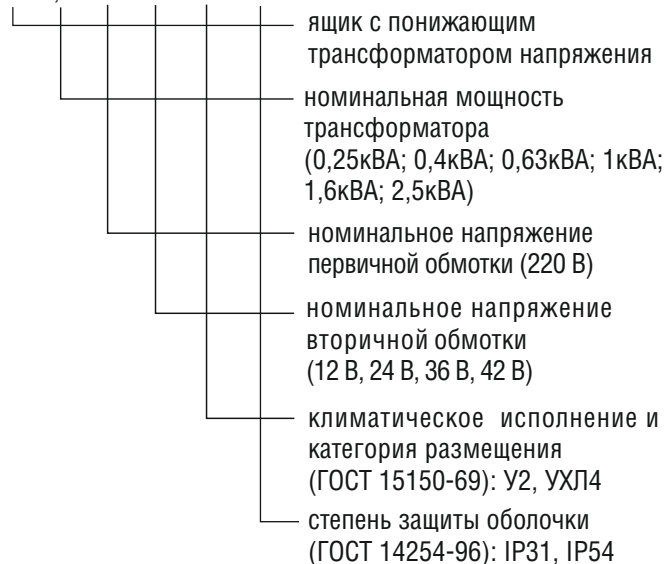 ящик с понижающим
трансформатором напряжения
номинальная мощность
трансформатора
(0,25кВА; 0,4кВА; 0,63кВА; 1кВА;
1,6кВА; 2,5кВА)
номинальное напряжение
первичной обмотки (220 В)
номинальное напряжение
вторичной обмотки
(12 В, 24 В, 36 В, 42 В)
климатическое исполнение и
категория размещения
(ГОСТ 15150-69): У2, УХЛ4
степень защиты оболочки
(ГОСТ 14254-96): IP31, IP54